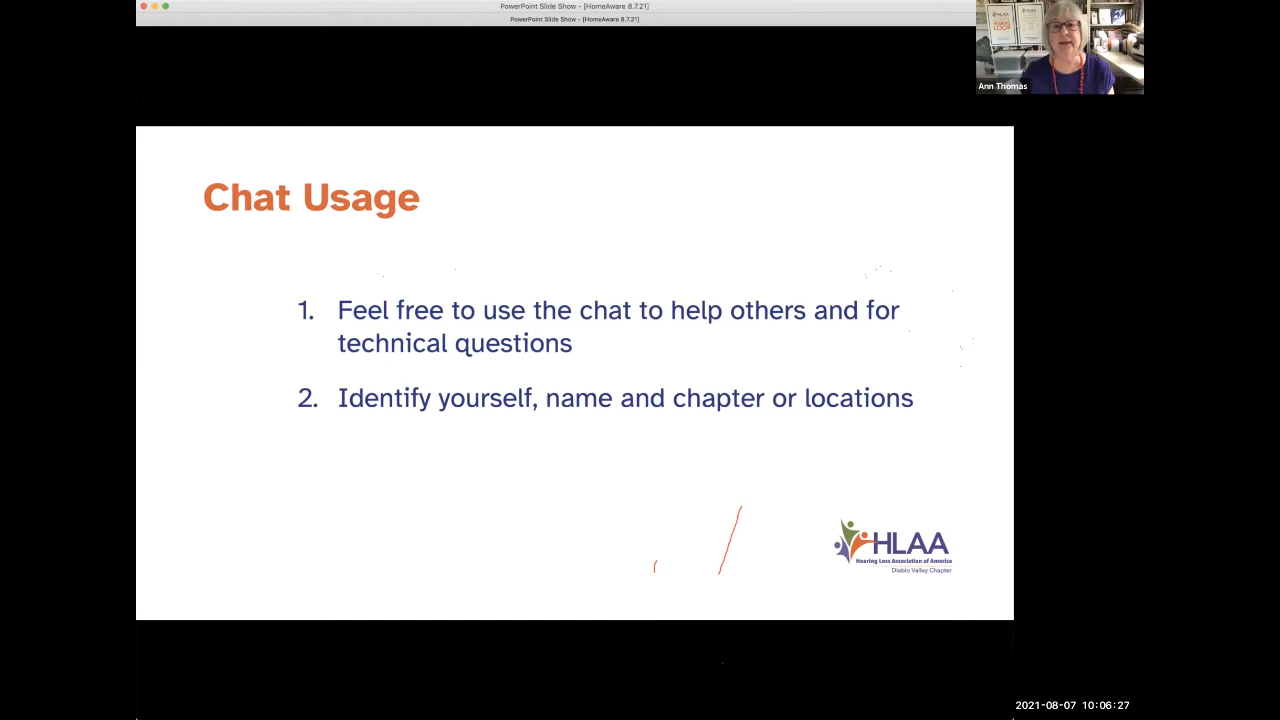 PowerPoint Slide Show - [HomeAware 8.7.21]
PowerPoint Slide Show - [HomeAware 8.7.21]
LOOP
Ann Thomas
Chat Usage
1. Feel free to use the chat to help others and for
technical questions
2. Identify yourself, name and chapter or locations
HLAA
Hearing Loss Association of America
Diablo Valley Chapter
2021-08-07 10:06:27